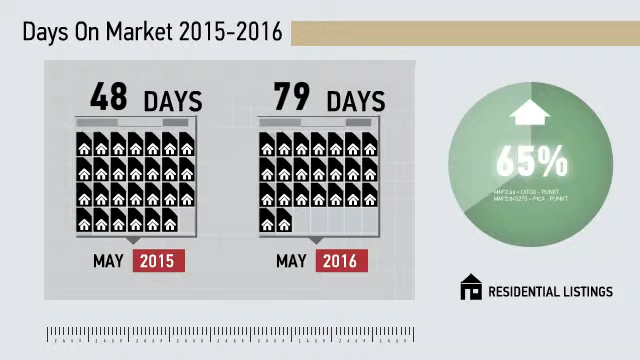 Days On Market 2015-2016
48 DAYS
79 DAYS
MAY 2015
MAY 2016
65%
RESIDENTIAL LISTINGS